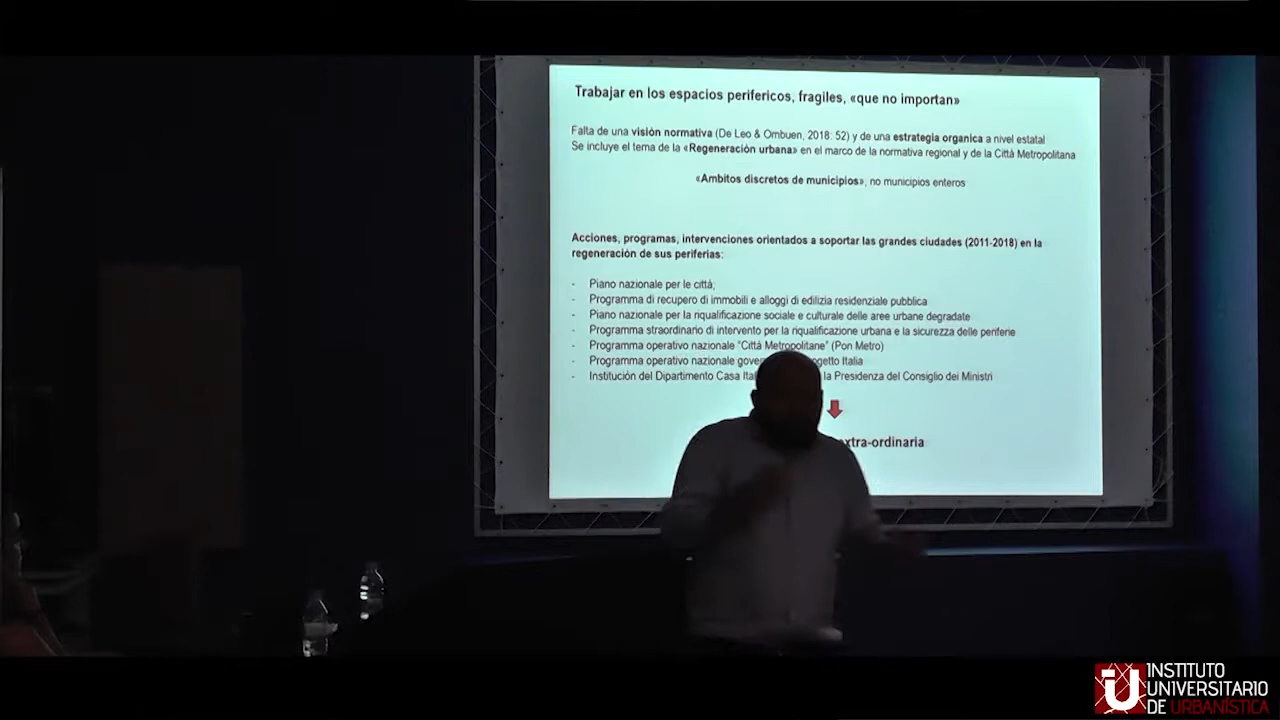 Trabajar en los espacios perifericos, fragiles, «que no importan»
Falta de una visión normativa (De Leo & Ombuen, 2018: 52) y de una estrategia organica a nivel estatal
Se incluye el tema de la «Regeneración urbana» en el marco de la normativa regional y de la Città Metropolitana
«Ambitos discretos de municipios», no municipios enteros
Acciones, programas, intervenciones orientados a soportar las grandes ciudades (2011-2018) en la
regeneración de sus periferias:
- Piano nazionale per le città;
- Programma di recupero di immobili e alloggi di edilizia residenziale pubblica
- Piano nazionale per la riqualificazione sociale e culturale delle aree urbane degradate
- Programma straordinario di intervento per la riqualificazione urbana e la sicurezza delle periferie
- Programma operativo nazionale "Città Metropolitane" (Pon Metro)
- Programma operativo nazionale Italia
- Institución del Dipartimento Casa la Presidenza del Consiglio dei Ministri
xtra-ordinaria
INSTITUTO
UNIVERSITARIO
DE URBANÍSTICA